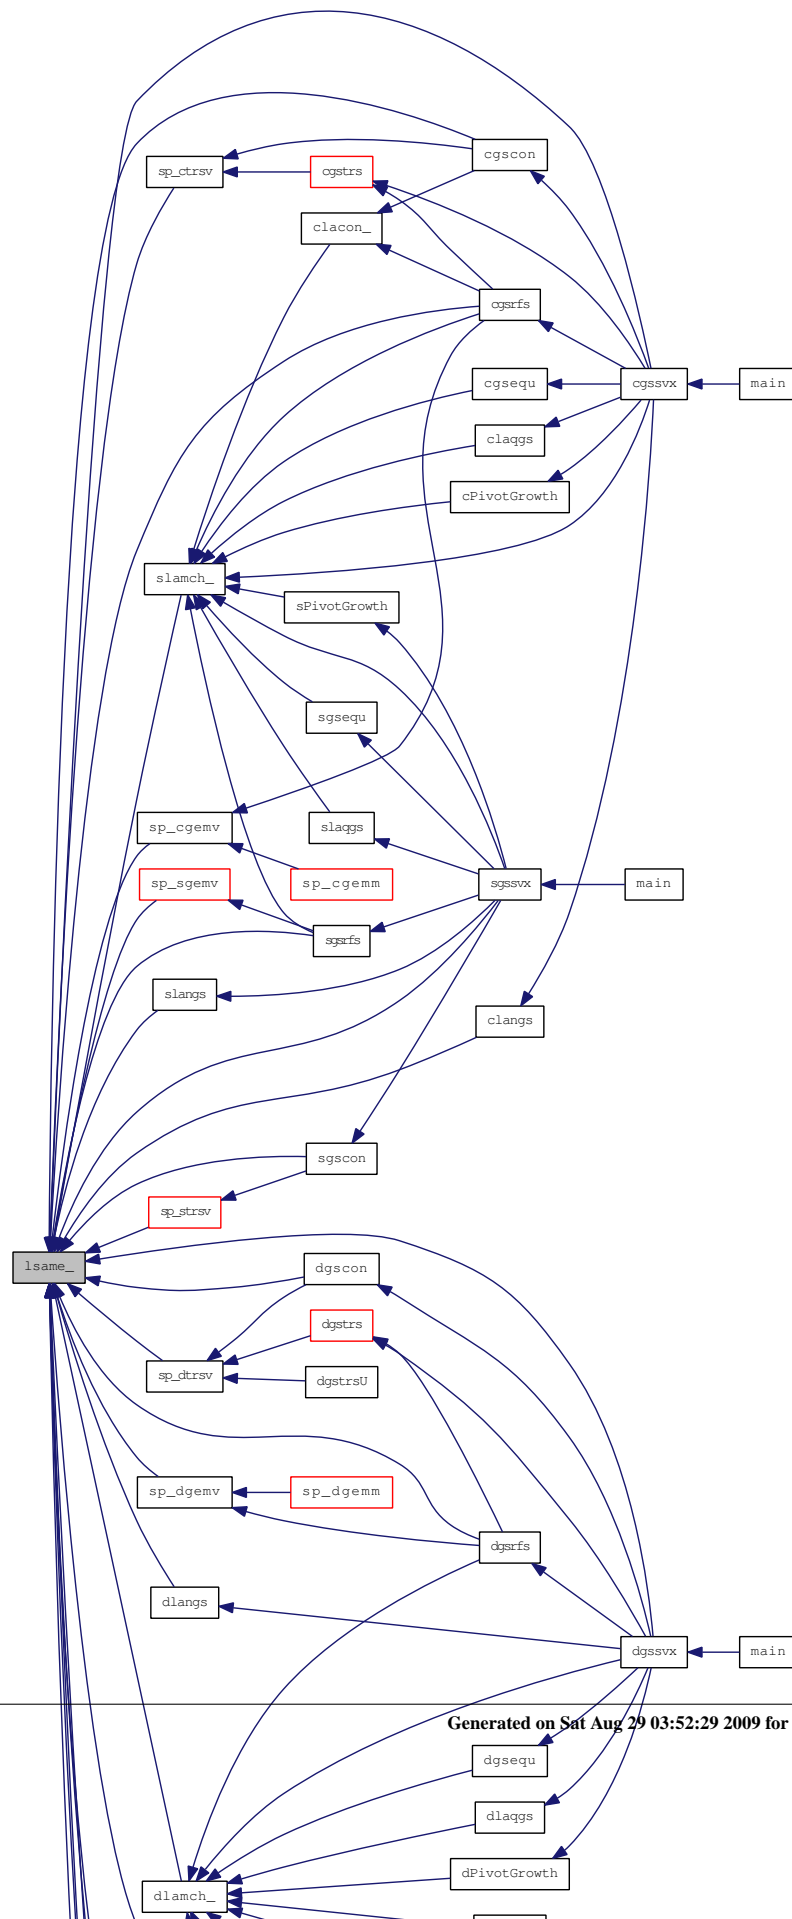 cgscon
sp_ctrsv
cgstrs
clacon_
cgsrfs
cgsequ
cgssvx
main
claqgs
cPivotGrowth
slamch_
sPivotGrowth
sgsequ
sp_cgemv
slaqgs
sp_sgemv
sp_cgemm
sgssvx
main
sgsrfs
slangs
clangs
sgscon
sp_strsv
lsame_
dgscon
dgstrs
sp_dtrsv
dgstrsU
sp_dgemv
sp_dgemm
dgsrfs
dlangs
dgssvx
main
Generated on Sat Aug 29 03:52:29 2009 for
dgsequ
dlaqgs
dPivotGrowth
dlamch_